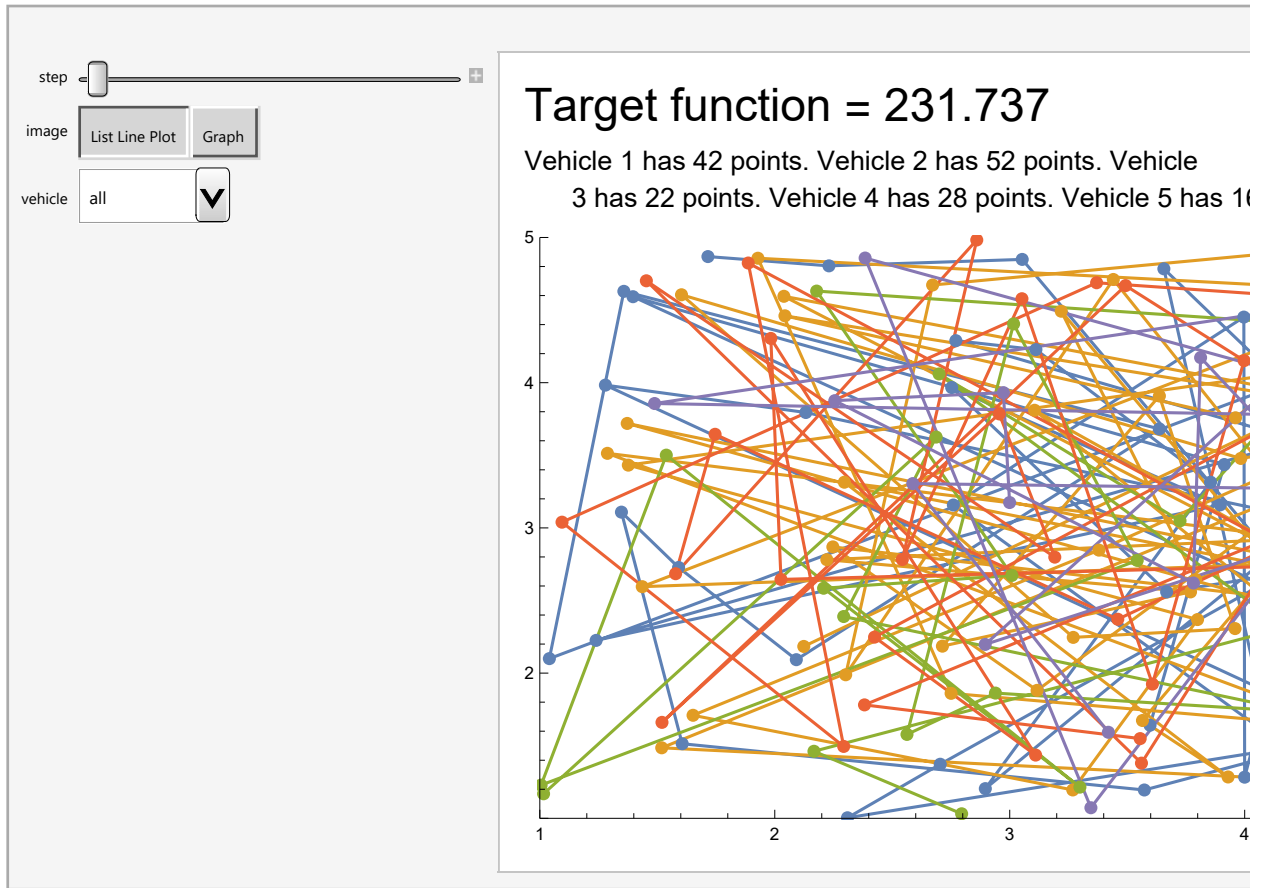 step
image
List Line Plot
Graph
vehicle
all
Target function = 231.737
Vehicle 1 has 42 points. Vehicle 2 has 52 points. Vehicle
3 has 22 points. Vehicle 4 has 28 points. Vehicle 5 has
5
4
3
2
1 2 3 4